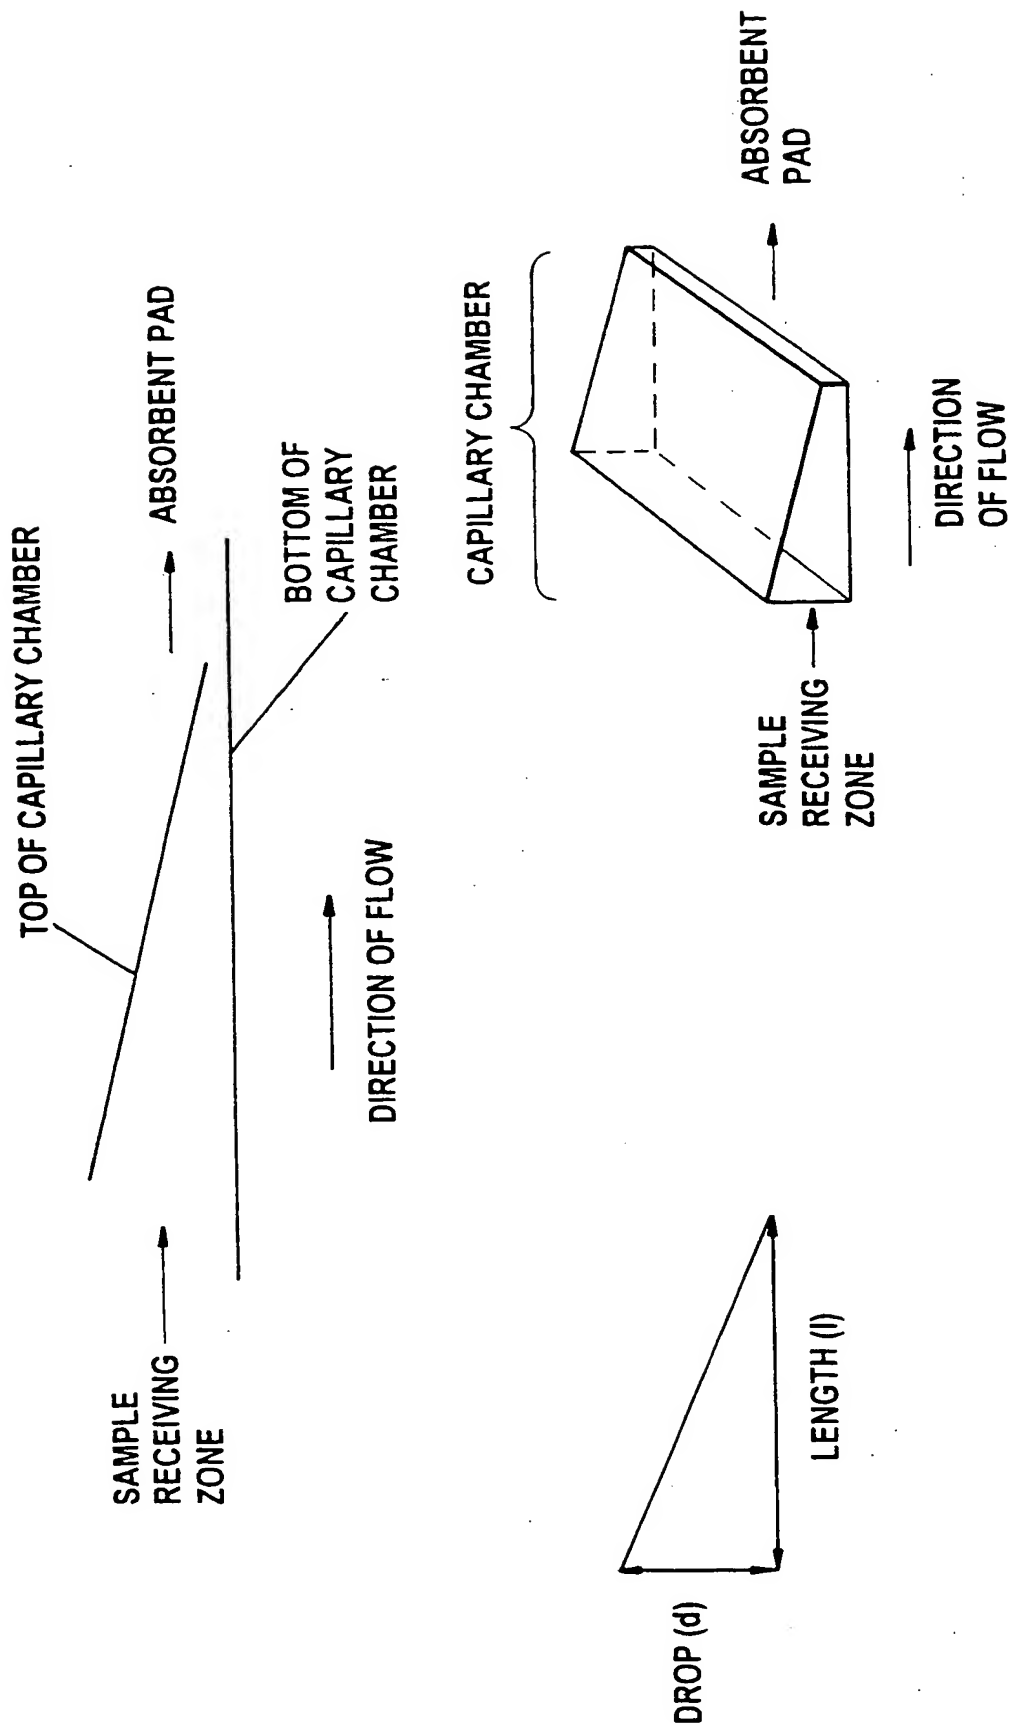 TOP OF CAPILLARY CHAMBER
SAMPLE
RECEIVING
ZONE
ABSORBENT PAD
BOTTOM OF
CAPILLARY
CHAMBER
DIRECTION OF FLOW
DROP (d)
LENGTH (l)
CAPILLARY CHAMBER
SAMPLE
RECEIVING
ZONE
ABSORBENT
PAD
DIRECTION
OF FLOW